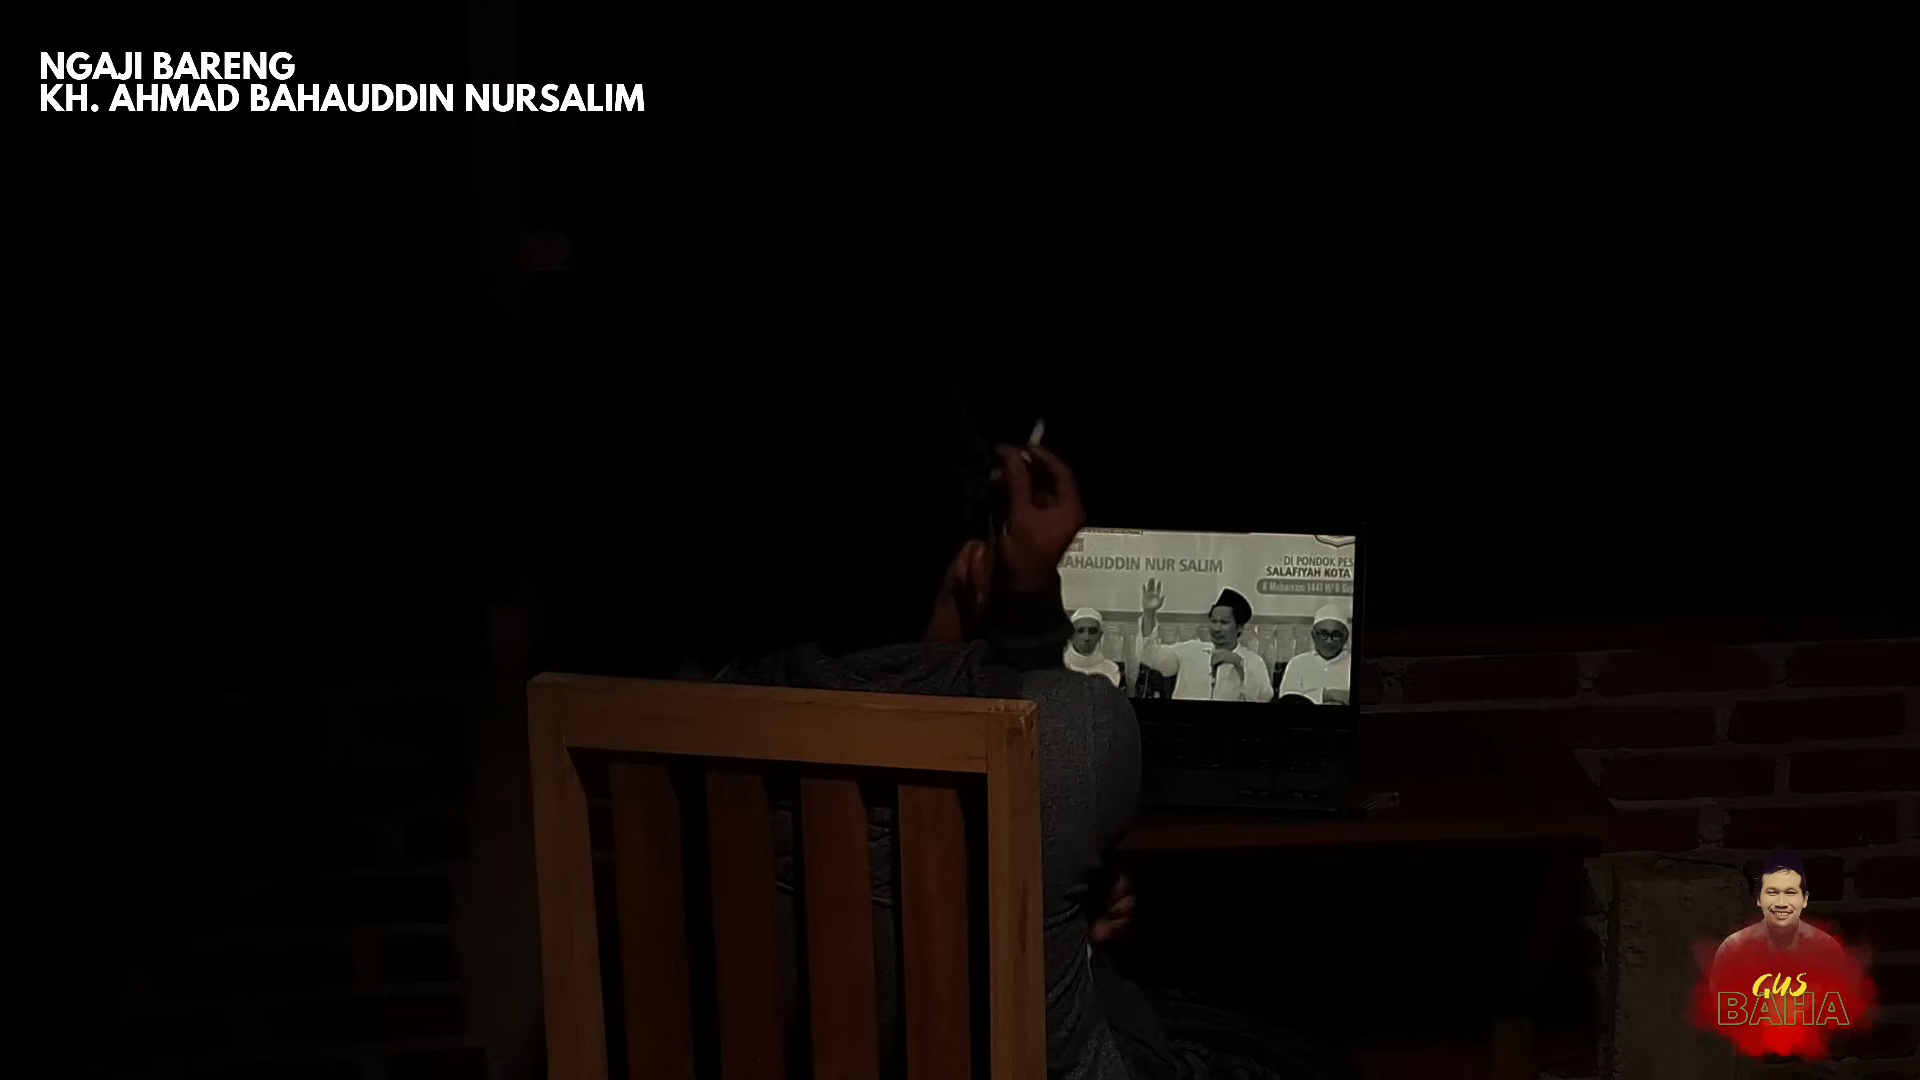 NGAJI BARENG
KH. AHMAD BAHAUDDIN NURSALIM
BAHAUDDIN NUR SALIM
DI PONDOK PES
SALAFIYAH KOTA
GUS
BAHA